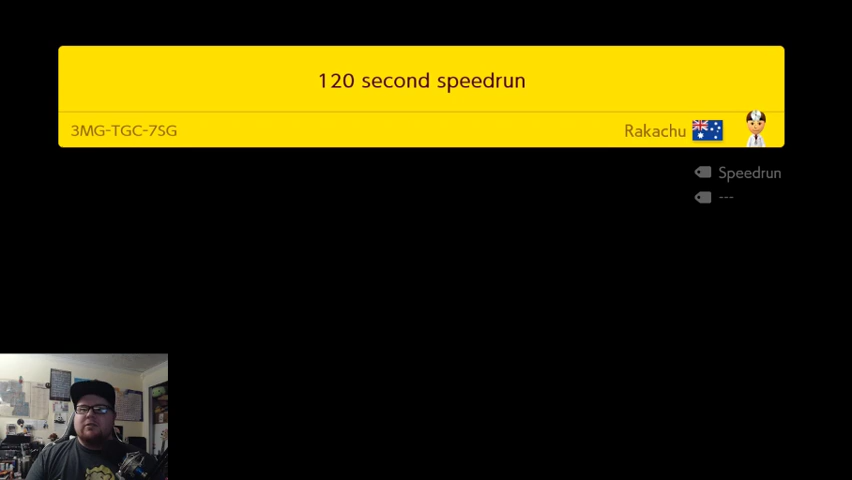 120 second speedrun
3MG-TGC-7SG
Rakachu
Speedrun
---